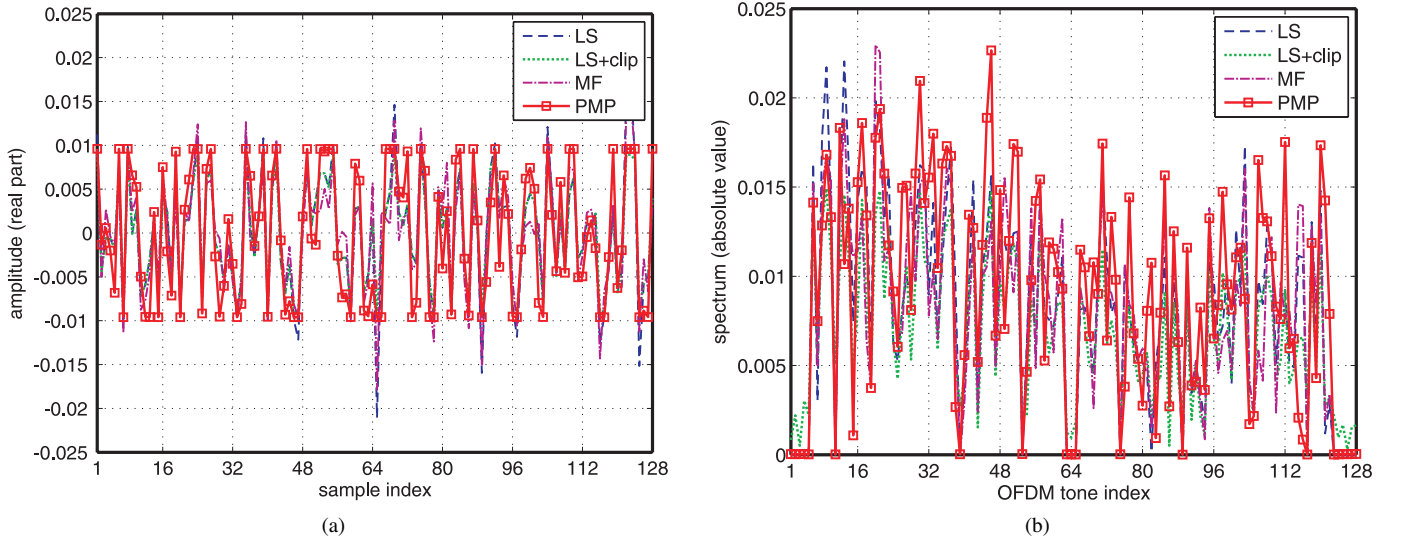 0.025
0.02
0.015
0.01
0.005
0
-0.005
-0.01
-0.015
-0.02
-0.025
amplitude (real part)
1
16
32
48
64
80
96
112
128
sample index
LS
LS+clip
MF
PMP
(a)
0.025
0.02
0.015
0.01
0.005
0
spectrum (absolute value)
1
16
32
48
64
80
96
112
128
OFDM tone index
LS
LS+clip
MF
PMP
(b)